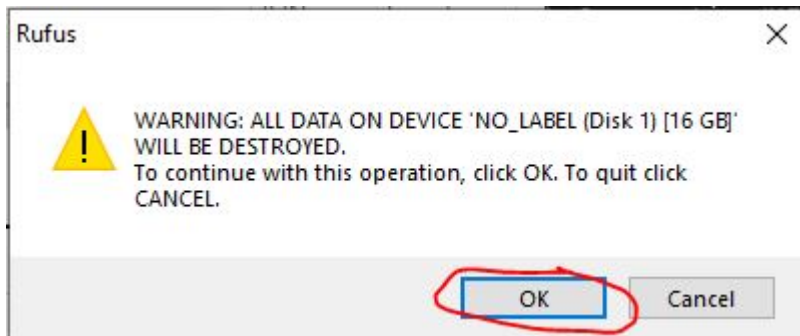 Rufus
WARNING: ALL DATA ON DEVICE 'NO_LABEL (Disk 1) [16 GB]'
WILL BE DESTROYED.
To continue with this operation, click OK. To quit click
CANCEL.
OK
Cancel